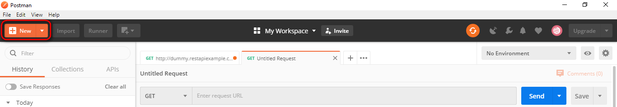 Postman
File Edit View Help
New Import Runner My Workspace Invite Upgrade
Filter
GET http://dummy.restapiexample.c... GET Untitled Request No Environment
History Collections APIs
Untitled Request Comments (0)
Save Responses Clear all
GET Enter request URL Send Save
Today